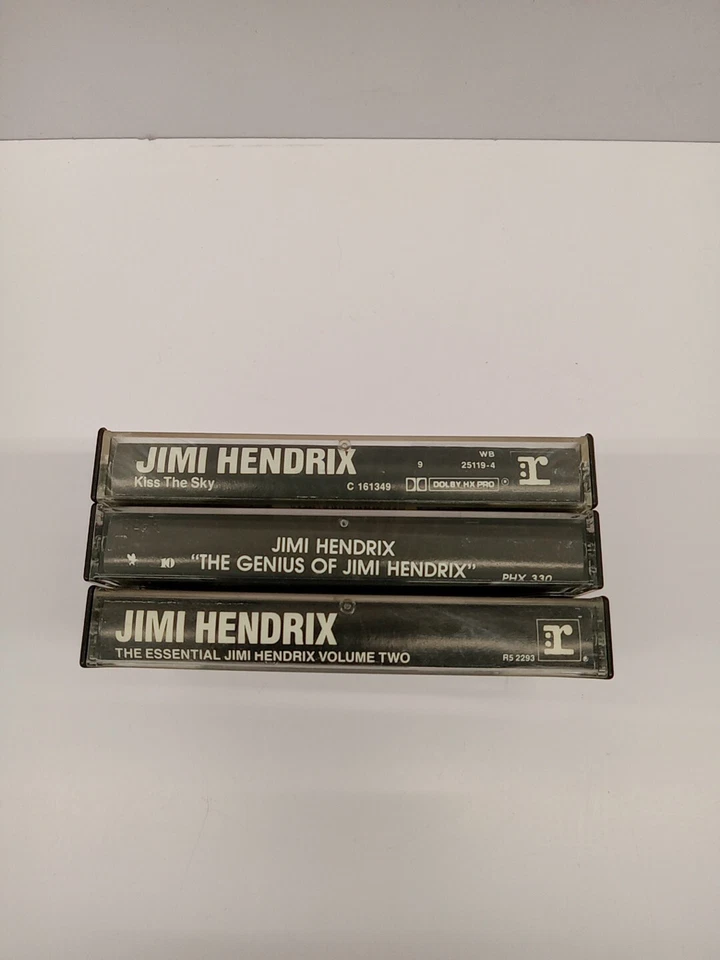 JIMI HENDRIX
Kiss The Sky
C 161349
9
WB
25119-4
DOLBY HX PRO
r
JIMI HENDRIX
10 "THE GENIUS OF JIMI HENDRIX"
PHX 330
JIMI HENDRIX
THE ESSENTIAL JIMI HENDRIX VOLUME TWO
R5 2293
r